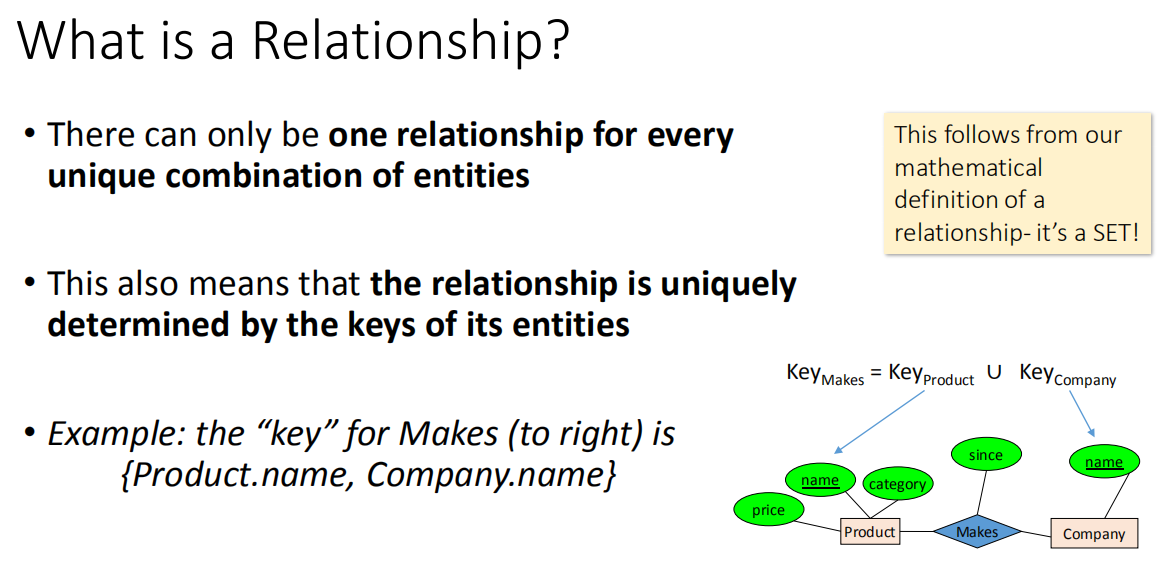 What is a Relationship?
• There can only be one relationship for every
unique combination of entities
This follows from our
mathematical
definition of a
relationship- it's a SET!
• This also means that the relationship is uniquely
determined by the keys of its entities
KeyMakes = KeyProduct ∪ KeyCompany
• Example: the “key” for Makes (to right) is
{Product.name, Company.name}
since
name
name
category
price
Product
Makes
Company